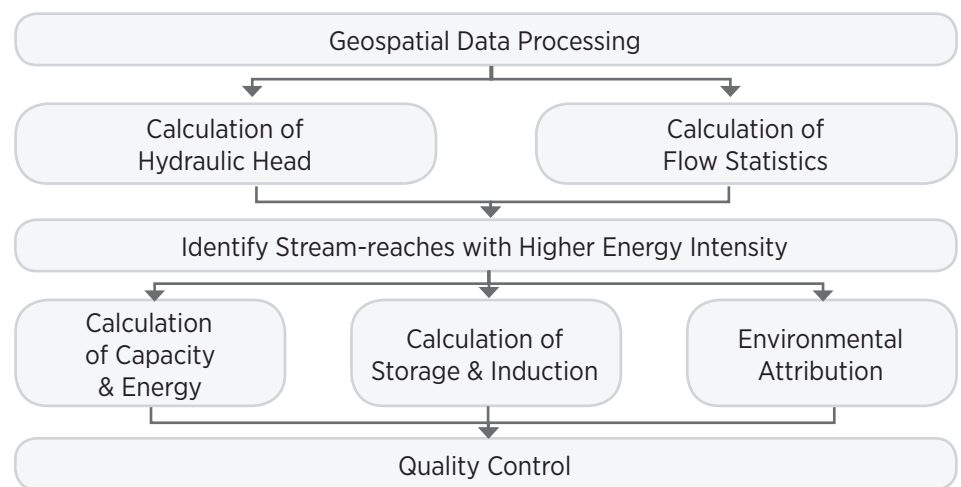 Geospatial Data Processing
Calculation of
Hydraulic Head
Calculation of
Flow Statistics
Identify Stream-reaches with Higher Energy Intensity
Calculation
of Capacity
& Energy
Calculation of
Storage & Induction
Environmental
Attribution
Quality Control